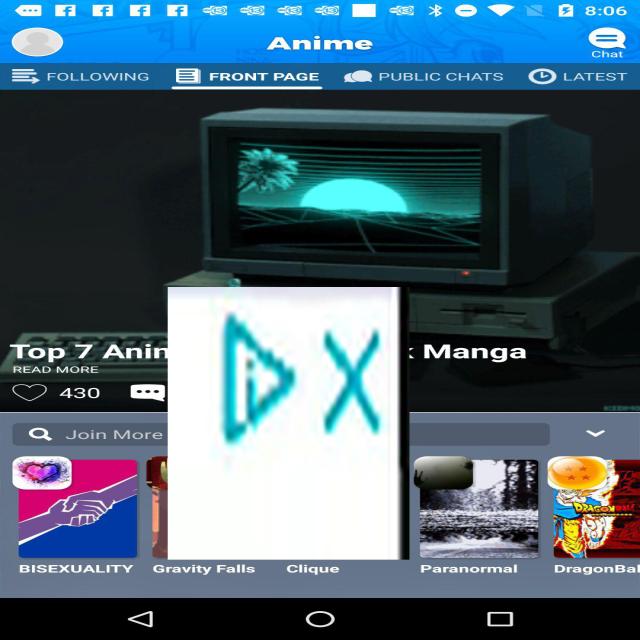 8:06
Anime
Chat
FOLLOWING
FRONT PAGE
PUBLIC CHATS
LATEST
Top 7 Anim
Manga
READ MORE
430
Join More
DRAGONBALL
BISEXUALITY
Gravity Falls
Clique
Paranormal
DragonBal